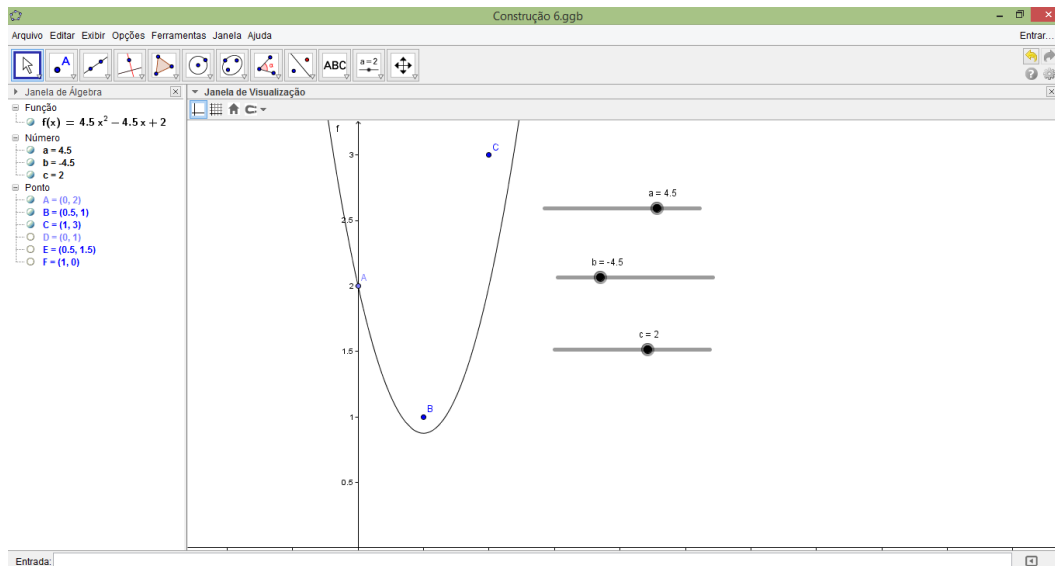 Construção 6.ggb
Arquivo Editar Exibir Opções Ferramentas Janela Ajuda
Entrar...
A
ABC
a = 2
Janela de Álgebra
Janela de Visualização
Função
f(x) = 4.5 x² − 4.5 x + 2
Número
a = 4.5
b = -4.5
c = 2
Ponto
A = (0, 2)
B = (0.5, 1)
C = (1, 3)
D = (0, 1)
E = (0.5, 1.5)
F = (1, 0)
f
C
3
a = 4.5
2.5
b = -4.5
A
2
c = 2
1.5
B
1
0.5
Entrada: